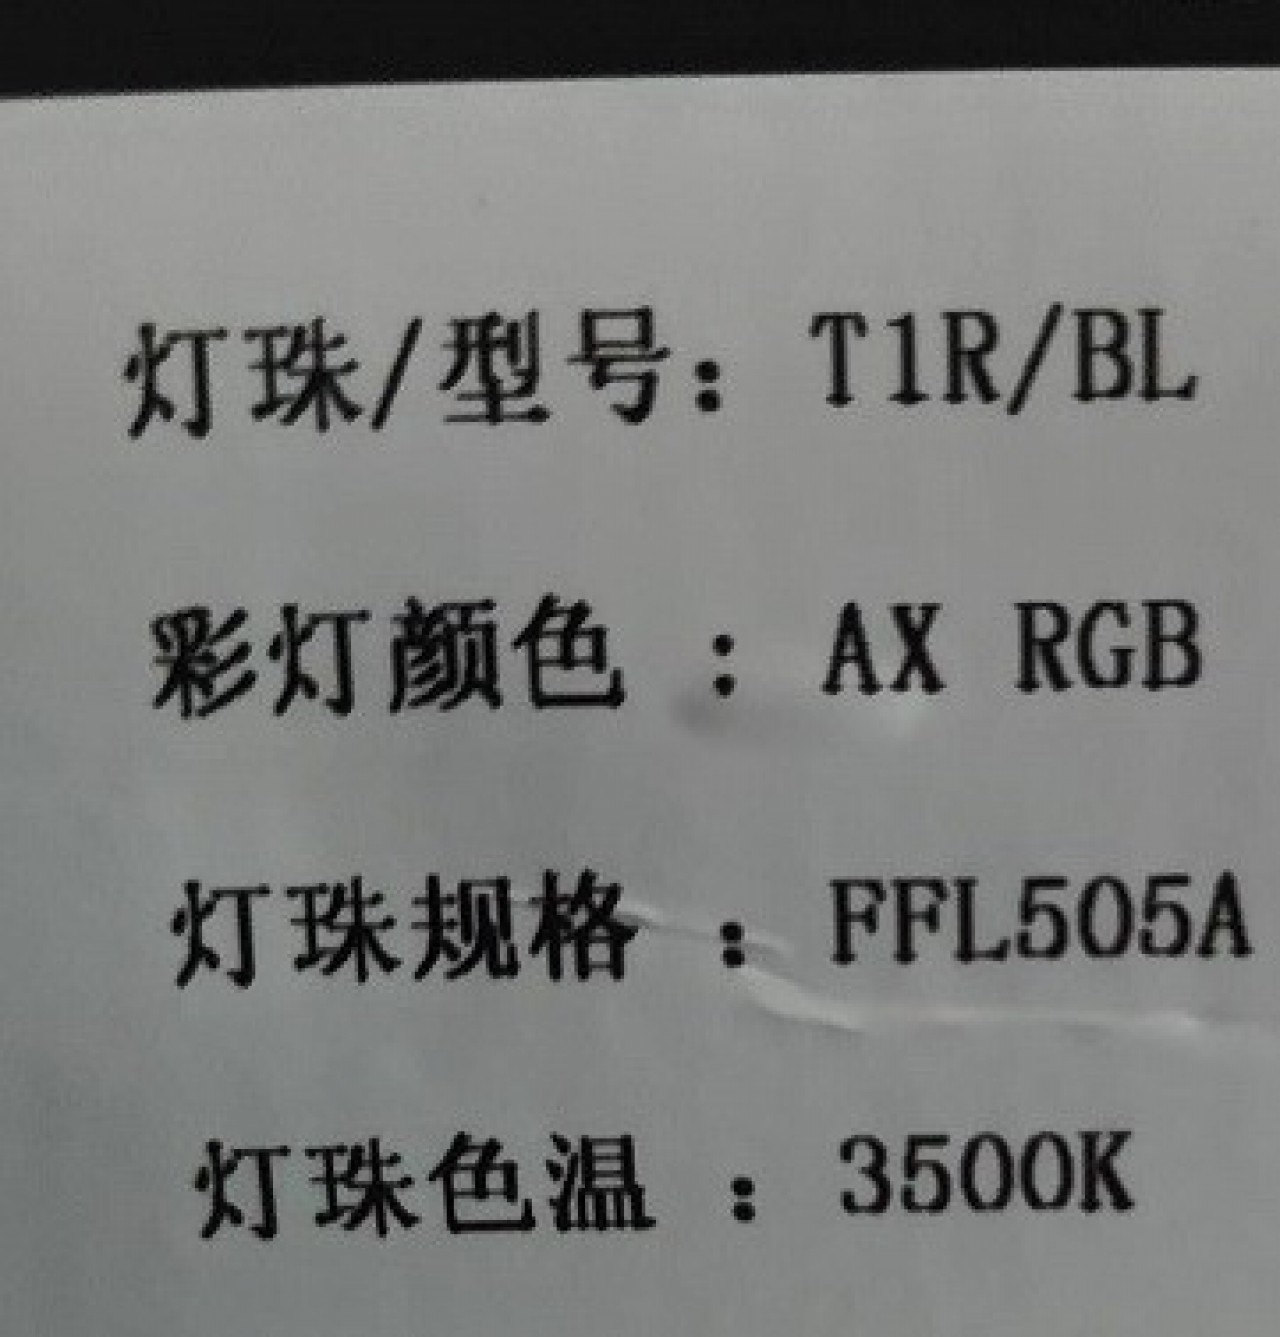 灯珠/型号：T1R/BL
彩灯颜色 ：AX RGB
灯珠规格 ：FFL505A
灯珠色温 ：3500K